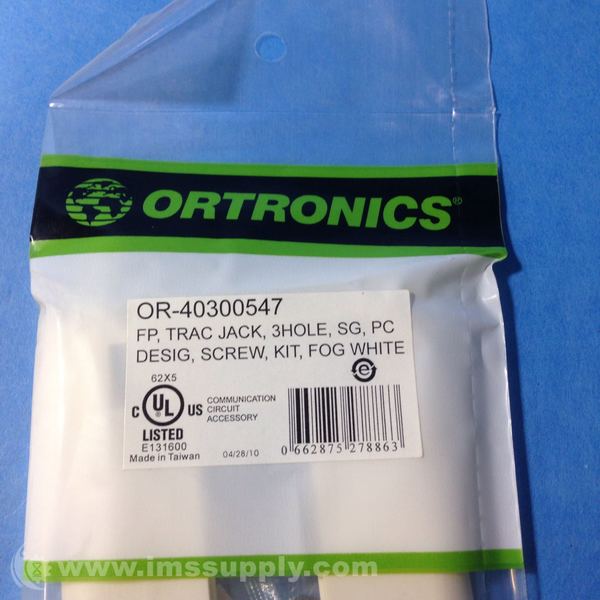 ORTRONICS®
OR-40300547
FP, TRAC JACK, 3HOLE, SG, PC
DESIG, SCREW, KIT, FOG WHITE
62X5
C UL US
LISTED
E131600
Made in Taiwan
COMMUNICATION
CIRCUIT
ACCESSORY
04/28/10
e
0 662875 278863
www.imssupply.com